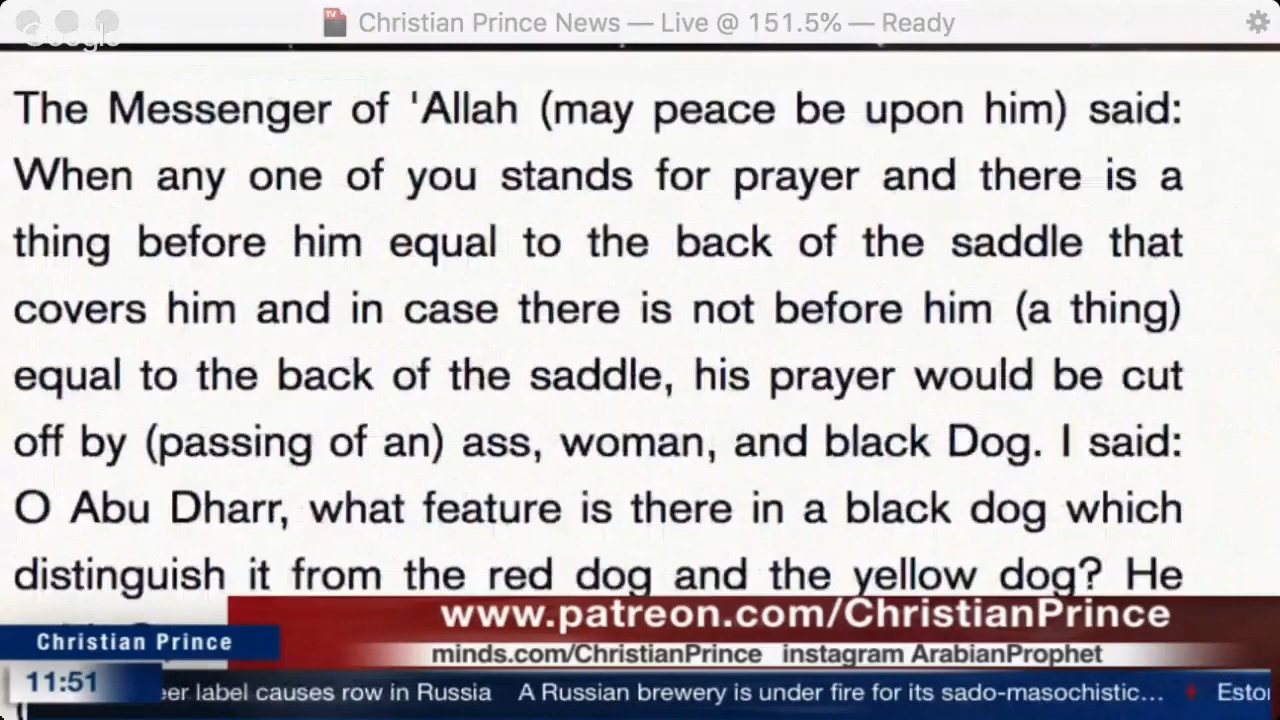 Christian Prince News — Live @ 151.5% — Ready
Google
The Messenger of 'Allah (may peace be upon him) said:
When any one of you stands for prayer and there is a
thing before him equal to the back of the saddle that
covers him and in case there is not before him (a thing)
equal to the back of the saddle, his prayer would be cut
off by (passing of an) ass, woman, and black Dog. I said:
O Abu Dharr, what feature is there in a black dog which
distinguish it from the red dog and the yellow dog? He
www.patreon.com/ChristianPrince
Christian Prince
minds.com/ChristianPrince instagram ArabianProphet
11:51
label causes row in Russia A Russian brewery is under fire for its sado-masochistic...